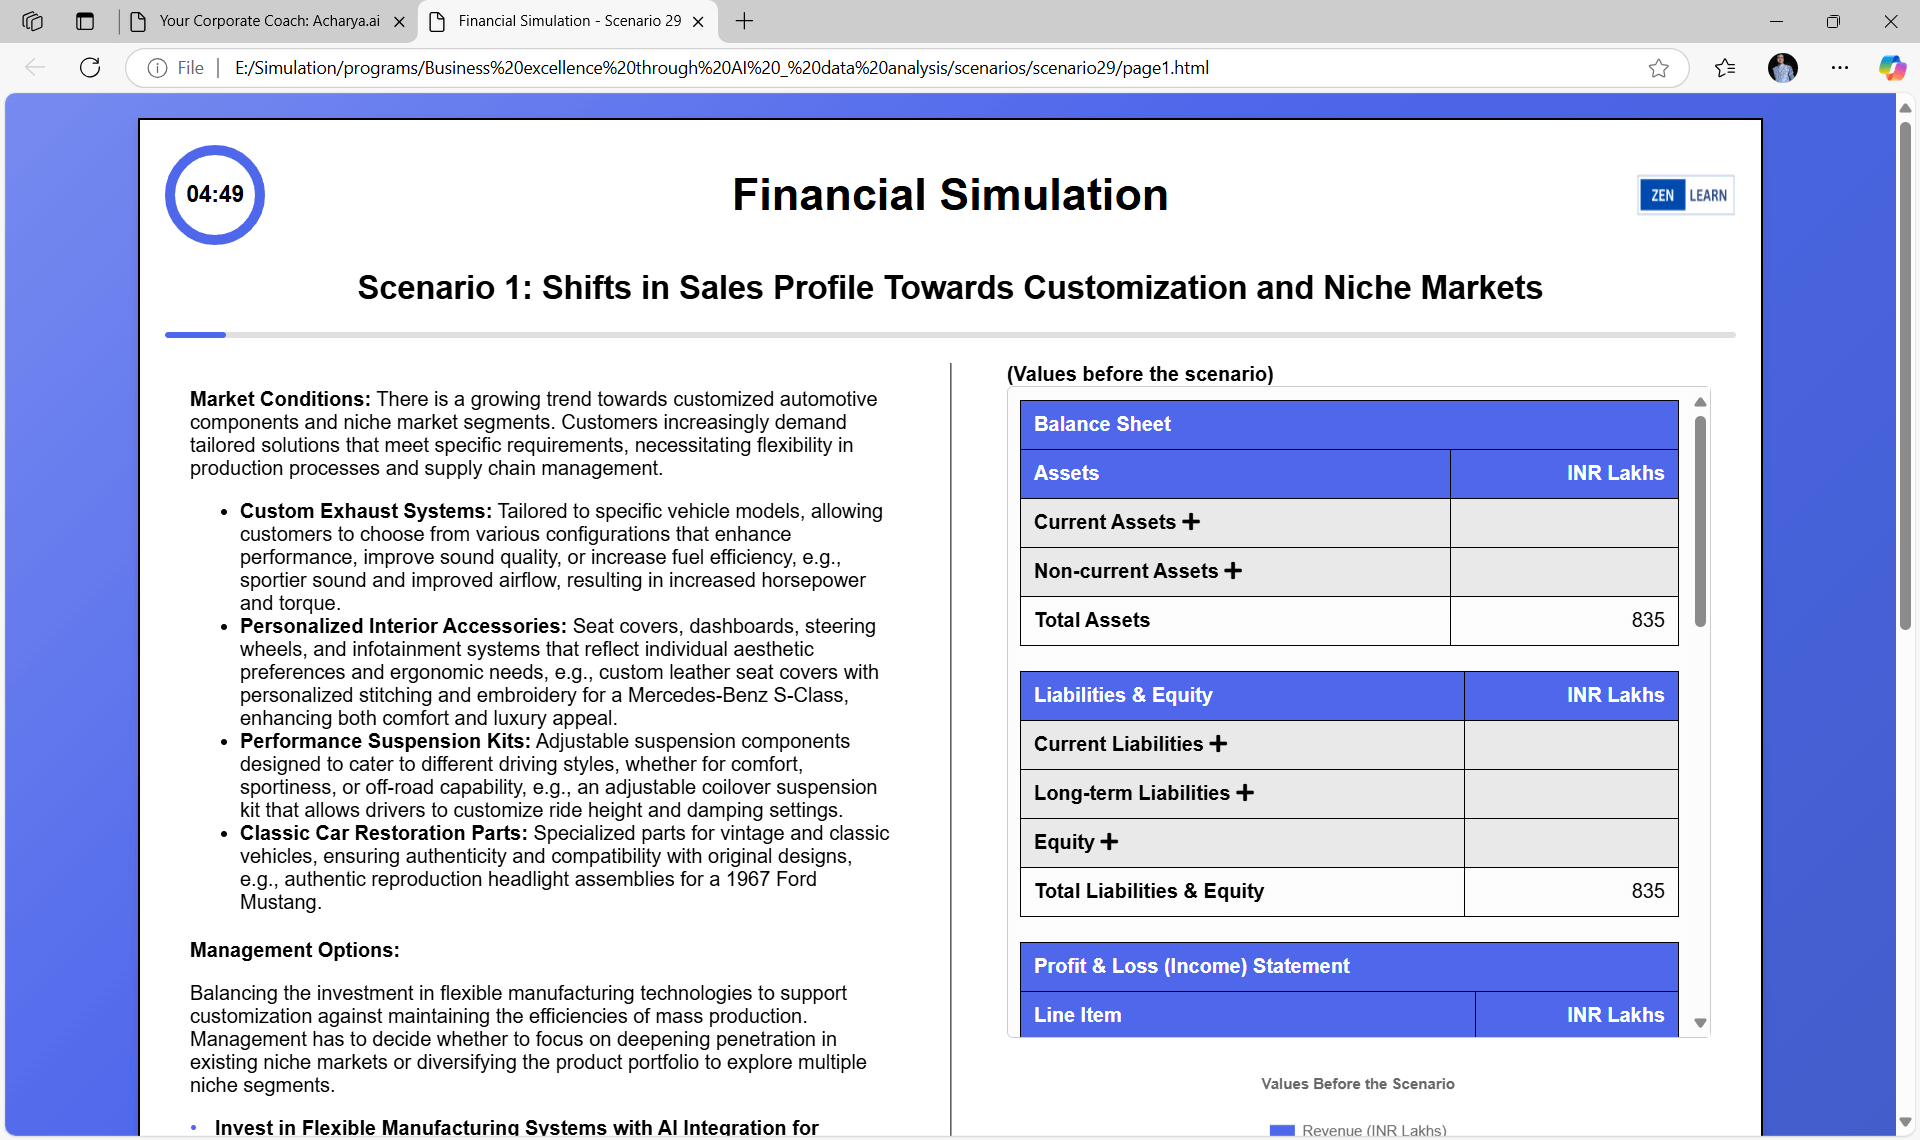 Your Corporate Coach: Acharya.ai
Financial Simulation - Scenario 29
File
E:/Simulation/programs/Business%20excellence%20through%20AI%20_%20data%20analysis/scenarios/scenario29/page1.html
04:49
Financial Simulation
ZEN LEARN
Scenario 1: Shifts in Sales Profile Towards Customization and Niche Markets
Market Conditions: There is a growing trend towards customized automotive
components and niche market segments. Customers increasingly demand
tailored solutions that meet specific requirements, necessitating flexibility in
production processes and supply chain management.
• Custom Exhaust Systems: Tailored to specific vehicle models, allowing
customers to choose from various configurations that enhance
performance, improve sound quality, or increase fuel efficiency, e.g.,
sportier sound and improved airflow, resulting in increased horsepower
and torque.
• Personalized Interior Accessories: Seat covers, dashboards, steering
wheels, and infotainment systems that reflect individual aesthetic
preferences and ergonomic needs, e.g., custom leather seat covers with
personalized stitching and embroidery for a Mercedes-Benz S-Class,
enhancing both comfort and luxury appeal.
• Performance Suspension Kits: Adjustable suspension components
designed to cater to different driving styles, whether for comfort,
sportiness, or off-road capability, e.g., an adjustable coilover suspension
kit that allows drivers to customize ride height and damping settings.
• Classic Car Restoration Parts: Specialized parts for vintage and classic
vehicles, ensuring authenticity and compatibility with original designs,
e.g., authentic reproduction headlight assemblies for a 1967 Ford
Mustang.
Management Options:
Balancing the investment in flexible manufacturing technologies to support
customization against maintaining the efficiencies of mass production.
Management has to decide whether to focus on deepening penetration in
existing niche markets or diversifying the product portfolio to explore multiple
niche segments.
• Invest in Flexible Manufacturing Systems with AI Integration for
(Values before the scenario)
Balance Sheet
Assets INR Lakhs
Current Assets +
Non-current Assets +
Total Assets 835
Liabilities & Equity INR Lakhs
Current Liabilities +
Long-term Liabilities +
Equity +
Total Liabilities & Equity 835
Profit & Loss (Income) Statement
Line Item INR Lakhs
Values Before the Scenario
Revenue (INR Lakhs)